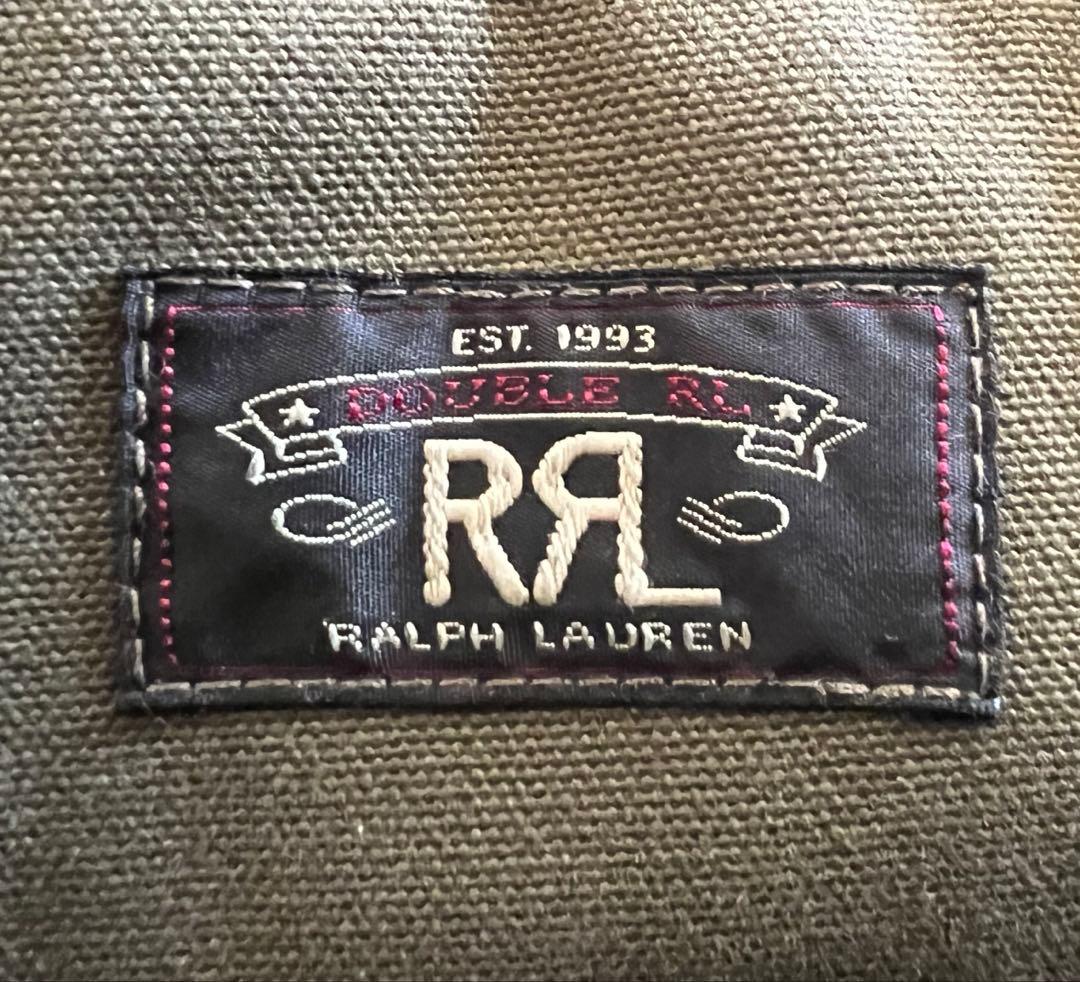 EST. 1993
DOUBLE RL
RRL
RALPH LAUREN